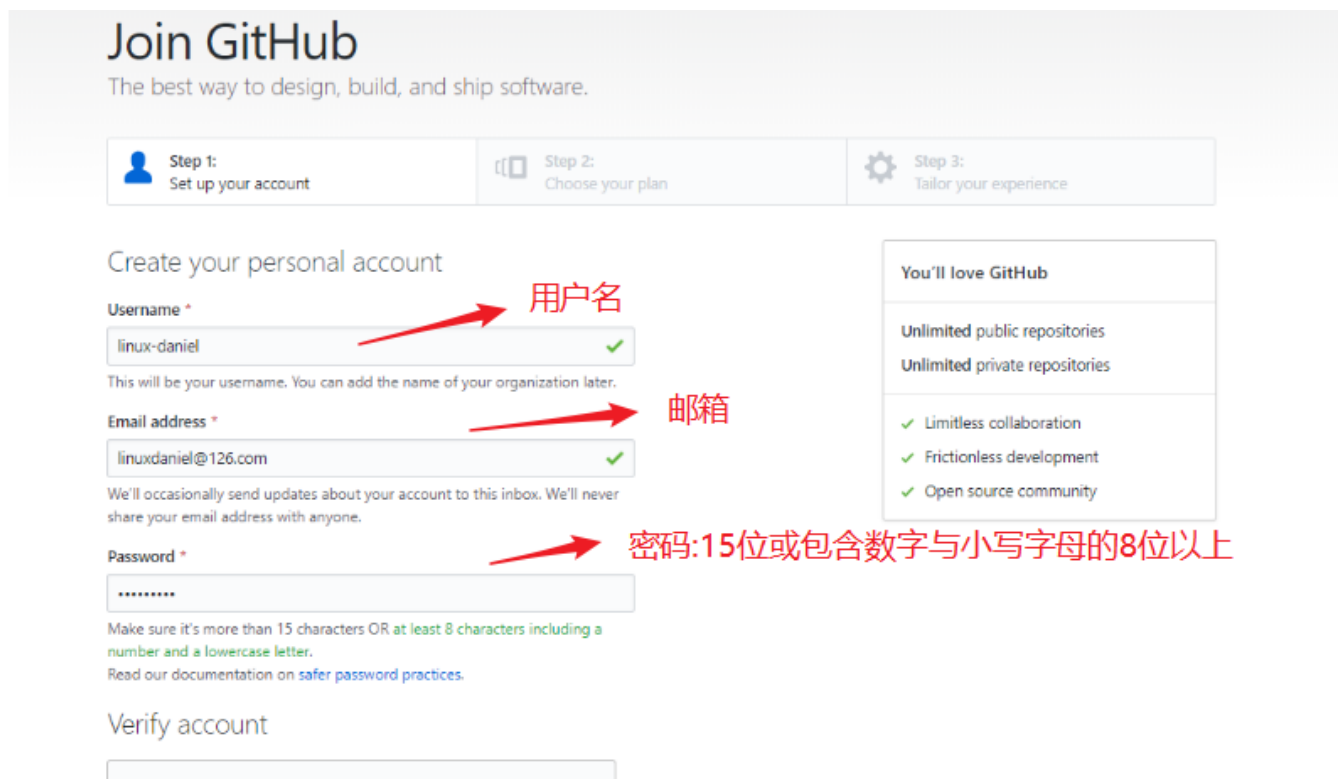 Join GitHub
The best way to design, build, and ship software.
Step 1:
Set up your account
Step 2:
Choose your plan
Step 3:
Tailor your experience
Create your personal account
Username *
用户名
linux-daniel
This will be your username. You can add the name of your organization later.
Email address *
邮箱
linuxdaniel@126.com
We'll occasionally send updates about your account to this inbox. We'll never
share your email address with anyone.
Password *
密码:15位或包含数字与小写字母的8位以上
•••••••••
Make sure it's more than 15 characters OR at least 8 characters including a
number and a lowercase letter.
Read our documentation on safer password practices.
Verify account
You'll love GitHub
Unlimited public repositories
Unlimited private repositories
Limitless collaboration
Frictionless development
Open source community